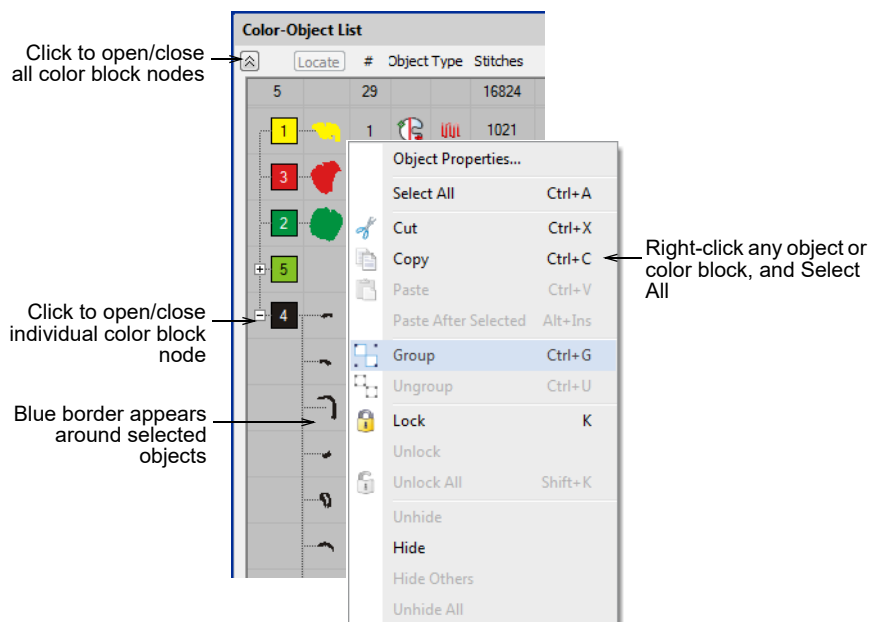 Color-Object List
Click to open/close
all color block nodes
Locate # Object Type Stitches
5 29 16824
1 1 1021
3
2
5
4
Object Properties...
Select All Ctrl+A
Cut Ctrl+X
Copy Ctrl+C
Paste Ctrl+V
Paste After Selected Alt+Ins
Group Ctrl+G
Ungroup Ctrl+U
Lock K
Unlock
Unlock All Shift+K
Unhide
Hide
Hide Others
Unhide All
Right-click any object or
color block, and Select
All
Click to open/close
individual color block
node
Blue border appears
around selected
objects